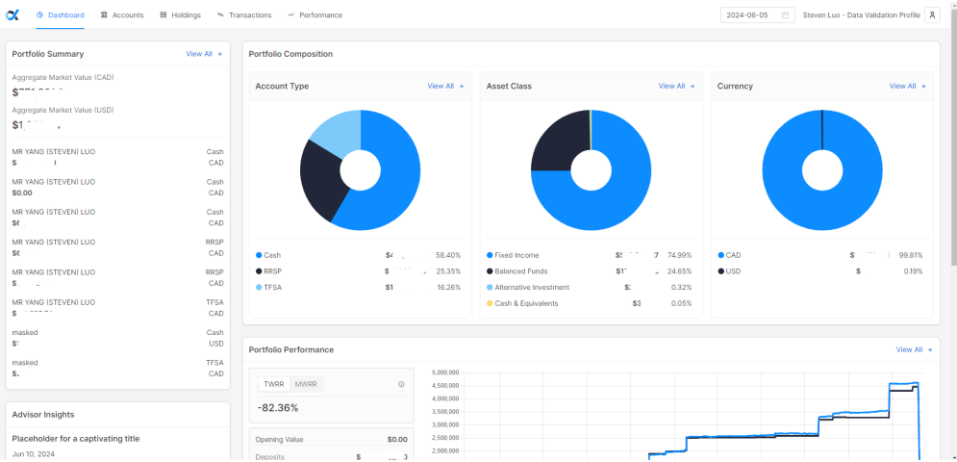 Dashboard Accounts Holdings Transactions Performance
2024-06-05 Steven Luo - Data Validation Profile
Portfolio Summary View All
Aggregate Market Value (CAD)
Aggregate Market Value (USD)
MR YANG (STEVEN) LUO Cash
$ CAD
MR YANG (STEVEN) LUO Cash
$0.00 CAD
MR YANG (STEVEN) LUO Cash
CAD
MR YANG (STEVEN) LUO RRSP
CAD
MR YANG (STEVEN) LUO RRSP
$ CAD
MR YANG (STEVEN) LUO TFSA
$ CAD
masked Cash
USD
masked TFSA
CAD
Advisor Insights
Placeholder for a captivating title
Jun 10, 2024
Portfolio Composition
Account Type View All
Cash 58.40%
RRSP $ 25.35%
TFSA $1 16.26%
Asset Class View All
Fixed Income 74.99%
Balanced Funds 24.65%
Alternative Investment 0.32%
Cash & Equivalents $3 0.05%
Currency View All
CAD 99.81%
USD $ 0.19%
Portfolio Performance View All
TWRR MWRR
-82.36%
Opening Value $0.00
Deposits $
5,000,000
4,500,000
4,000,000
3,500,000
3,000,000
2,500,000
2,000,000